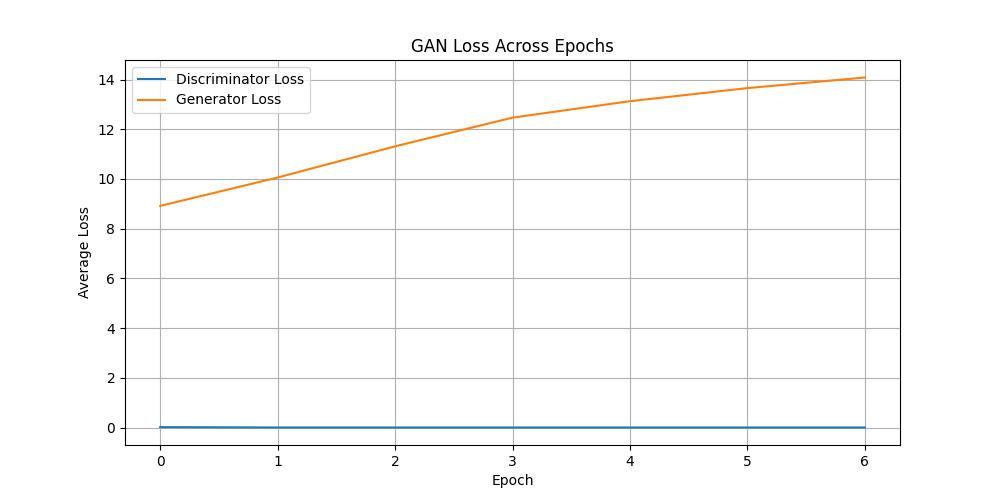 GAN Loss Across Epochs
Discriminator Loss
Generator Loss
14
12
10
8
6
4
2
0
Average Loss
0 1 2 3 4 5 6
Epoch